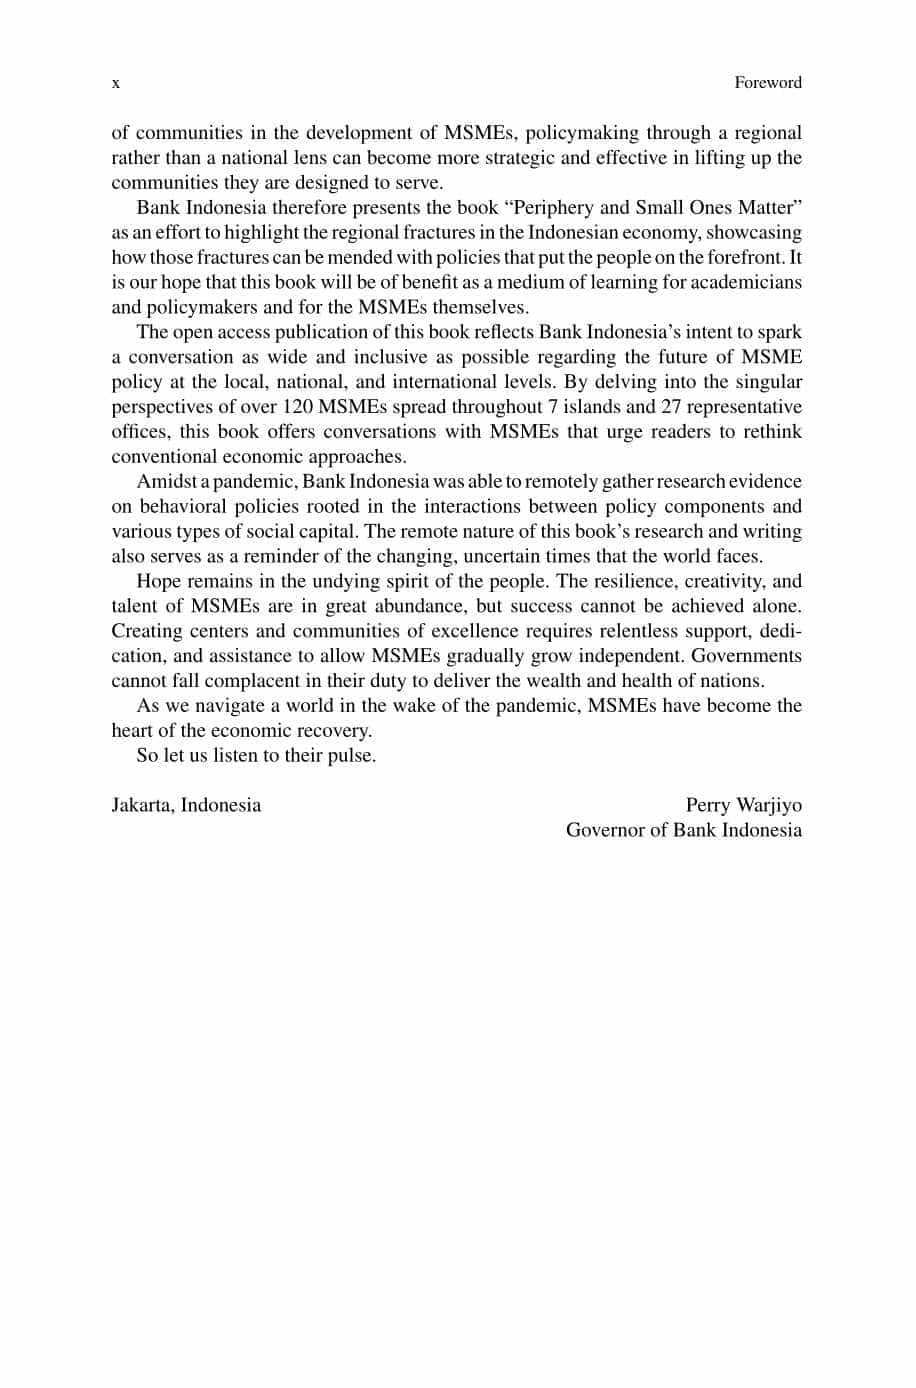 x Foreword
of communities in the development of MSMEs, policymaking through a regional
rather than a national lens can become more strategic and effective in lifting up the
communities they are designed to serve.
Bank Indonesia therefore presents the book “Periphery and Small Ones Matter”
as an effort to highlight the regional fractures in the Indonesian economy, showcasing
how those fractures can be mended with policies that put the people on the forefront. It
is our hope that this book will be of benefit as a medium of learning for academicians
and policymakers and for the MSMEs themselves.
The open access publication of this book reflects Bank Indonesia’s intent to spark
a conversation as wide and inclusive as possible regarding the future of MSME
policy at the local, national, and international levels. By delving into the singular
perspectives of over 120 MSMEs spread throughout 7 islands and 27 representative
offices, this book offers conversations with MSMEs that urge readers to rethink
conventional economic approaches.
Amidst a pandemic, Bank Indonesia was able to remotely gather research evidence
on behavioral policies rooted in the interactions between policy components and
various types of social capital. The remote nature of this book’s research and writing
also serves as a reminder of the changing, uncertain times that the world faces.
Hope remains in the undying spirit of the people. The resilience, creativity, and
talent of MSMEs are in great abundance, but success cannot be achieved alone.
Creating centers and communities of excellence requires relentless support, dedi-
cation, and assistance to allow MSMEs gradually grow independent. Governments
cannot fall complacent in their duty to deliver the wealth and health of nations.
As we navigate a world in the wake of the pandemic, MSMEs have become the
heart of the economic recovery.
So let us listen to their pulse.
Jakarta, Indonesia Perry Warjiyo
Governor of Bank Indonesia